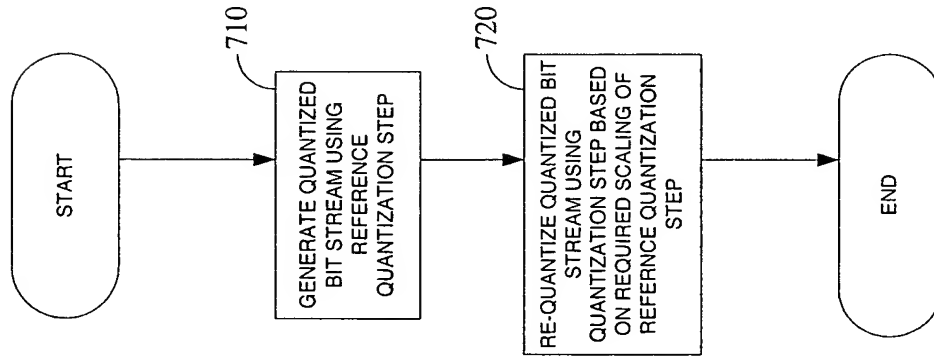 START
710
GENERATE QUANTIZED
BIT STREAM USING
REFERENCE
QUANTIZATION STEP
720
RE-QUANTIZE QUANTIZED BIT
STREAM USING
QUANTIZATION STEP BASED
ON REQUIRED SCALING OF
REFERNCE QUANTIZATION
STEP
END